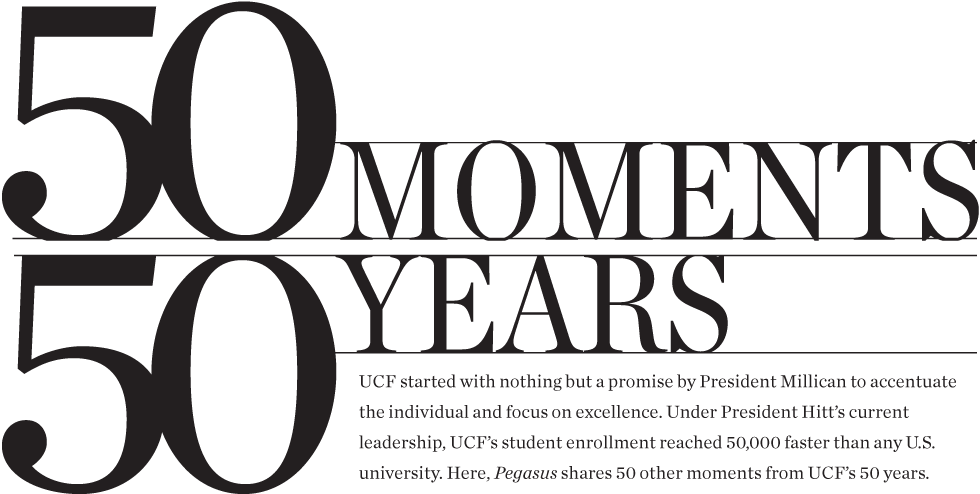 50 MOMENTS
50 YEARS
UCF started with nothing but a promise by President Millican to accentuate
the individual and focus on excellence. Under President Hitt’s current
leadership, UCF’s student enrollment reached 50,000 faster than any U.S.
university. Here, Pegasus shares 50 other moments from UCF’s 50 years.